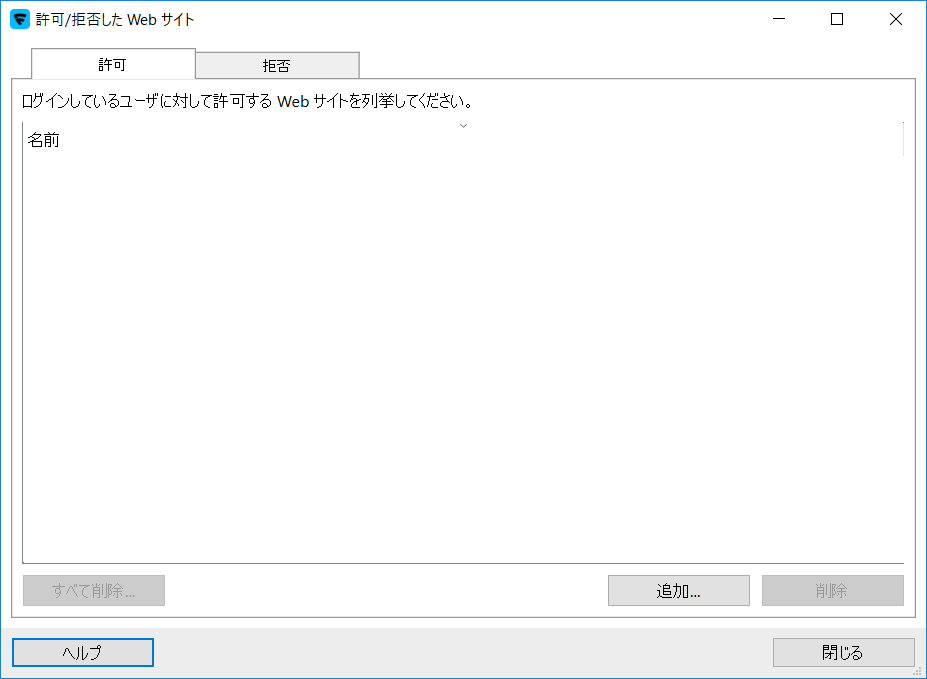 許可/拒否した Web サイト
許可
拒否
ログインしているユーザに対して許可する Web サイトを列挙してください。
名前
すべて削除...
追加...
削除
ヘルプ
閉じる